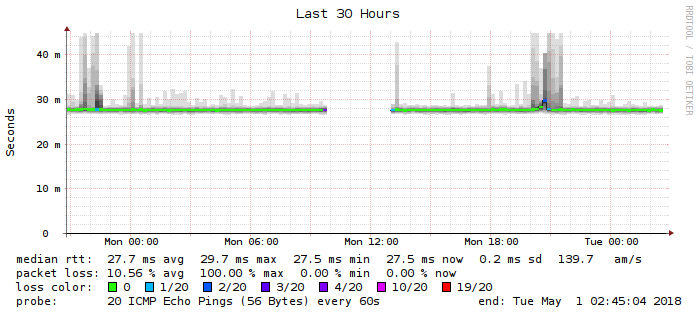 Last 30 Hours
RRDTOOL / TOBI OETIKER
Seconds
40 m
30 m
20 m
10 m
0
Mon 00:00 Mon 06:00 Mon 12:00 Mon 18:00 Tue 00:00
median rtt: 27.7 ms avg 29.7 ms max 27.5 ms min 27.5 ms now 0.2 ms sd 139.7 am/s
packet loss: 10.56 % avg 100.00 % max 0.00 % min 0.00 % now
loss color: 0 1/20 2/20 3/20 4/20 10/20 19/20
probe: 20 ICMP Echo Pings (56 Bytes) every 60s end: Tue May 1 02:45:04 2018